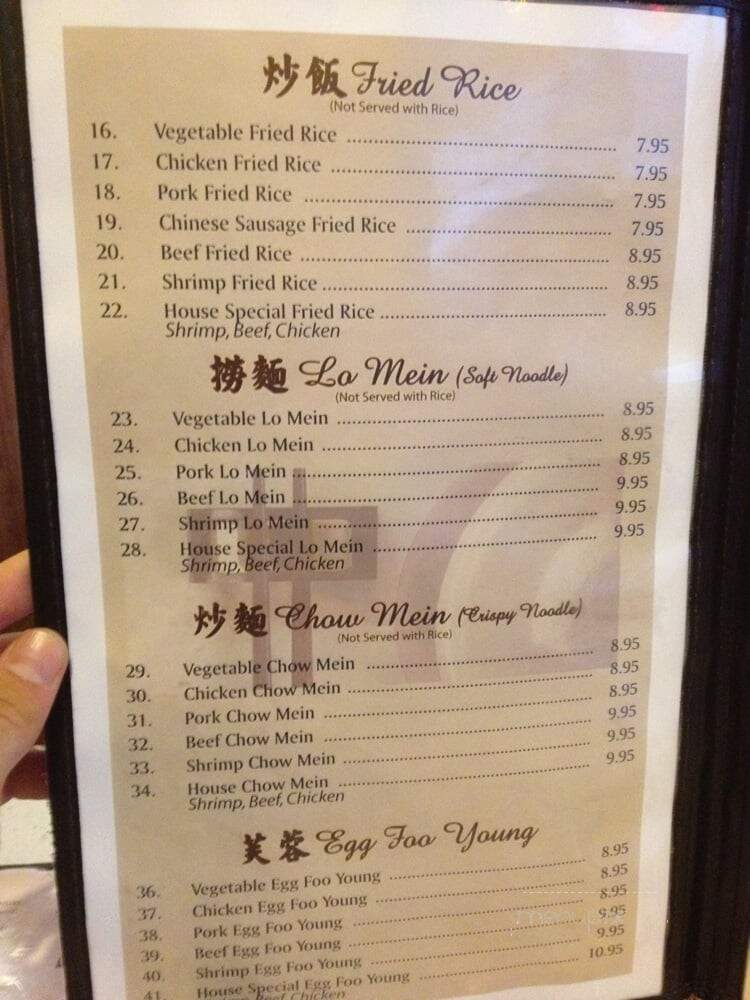 炒飯 Fried Rice
(Not Served with Rice)
16. Vegetable Fried Rice 7.95
17. Chicken Fried Rice 7.95
18. Pork Fried Rice 7.95
19. Chinese Sausage Fried Rice 7.95
20. Beef Fried Rice 8.95
21. Shrimp Fried Rice 8.95
22. House Special Fried Rice 8.95
Shrimp, Beef, Chicken
撈麵 Lo Mein (Soft Noodle)
(Not Served with Rice)
23. Vegetable Lo Mein 8.95
24. Chicken Lo Mein 8.95
25. Pork Lo Mein 8.95
26. Beef Lo Mein 9.95
27. Shrimp Lo Mein 9.95
28. House Special Lo Mein 9.95
Shrimp, Beef, Chicken
炒麵 Chow Mein (Crispy Noodle)
(Not Served with Rice)
29. Vegetable Chow Mein 8.95
30. Chicken Chow Mein 8.95
31. Pork Chow Mein 8.95
32. Beef Chow Mein 9.95
33. Shrimp Chow Mein 9.95
34. House Chow Mein 9.95
Shrimp, Beef, Chicken
芙蓉 Egg Foo Young
36. Vegetable Egg Foo Young 8.95
37. Chicken Egg Foo Young 8.95
38. Pork Egg Foo Young 8.95
39. Beef Egg Foo Young 9.95
40. Shrimp Egg Foo Young 9.95
41. House Special Egg Foo Young 10.95
Beef, Chicken